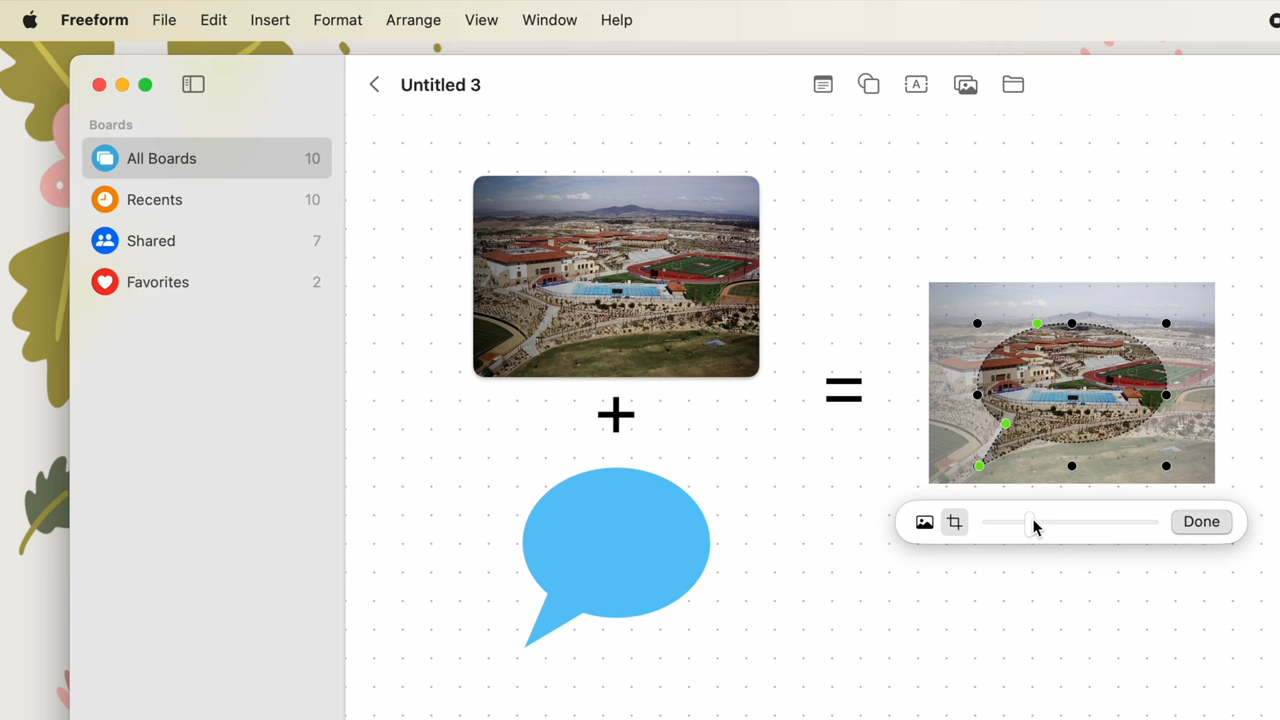 Freeform File Edit Insert Format Arrange View Window Help
Untitled 3
A
Boards
All Boards 10
Recents 10
Shared 7
Favorites 2
+
=
Done